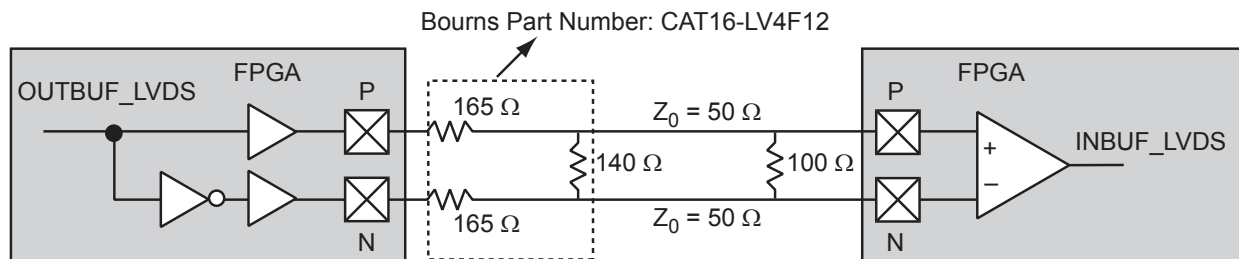 Bourns Part Number: CAT16-LV4F12
FPGA
OUTBUF_LVDS
P
165 Ω
Z0 = 50 Ω
P
FPGA
INBUF_LVDS
+
–
140 Ω
100 Ω
165 Ω
Z0 = 50 Ω
N
N